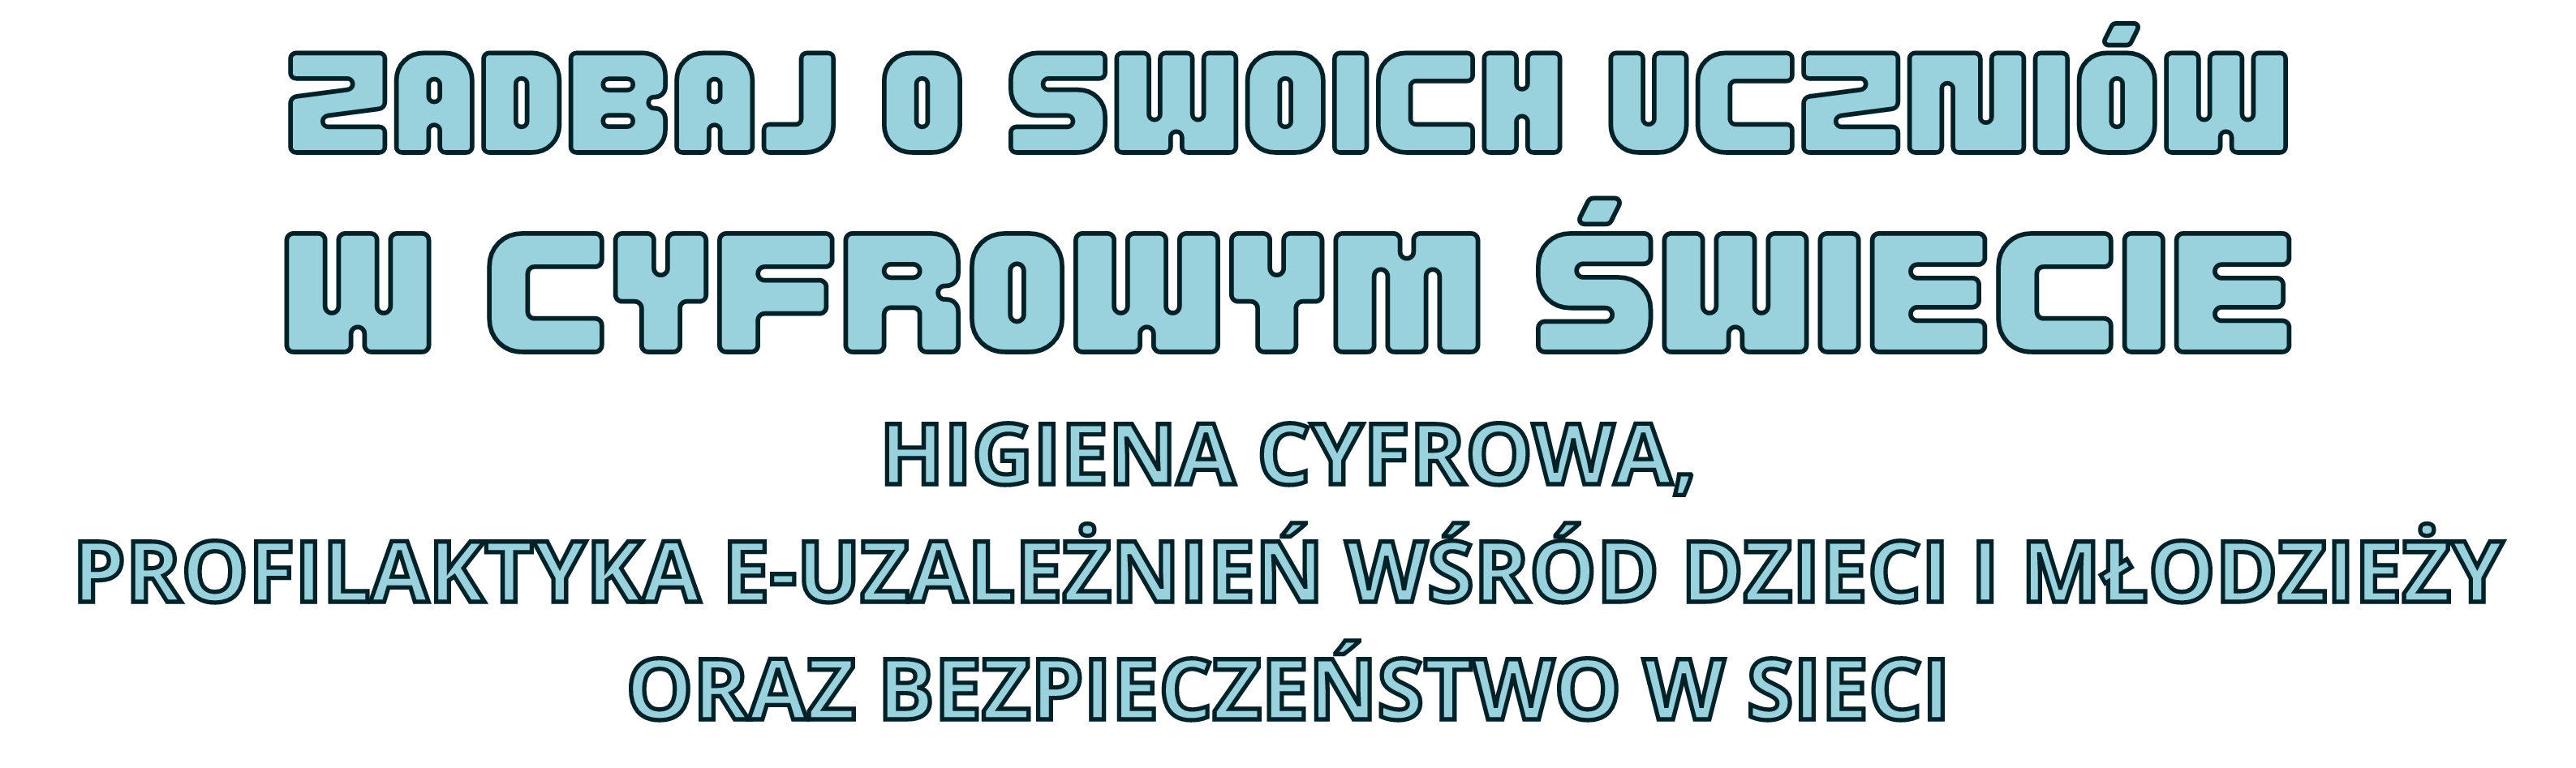 ZADBAJ O SWOICH UCZNIÓW
W CYFROWYM ŚWIECIE
HIGIENA CYFROWA,
PROFILAKTYKA E-UZALEŻNIEŃ WŚRÓD DZIECI I MŁODZIEŻY
ORAZ BEZPIECZEŃSTWO W SIECI